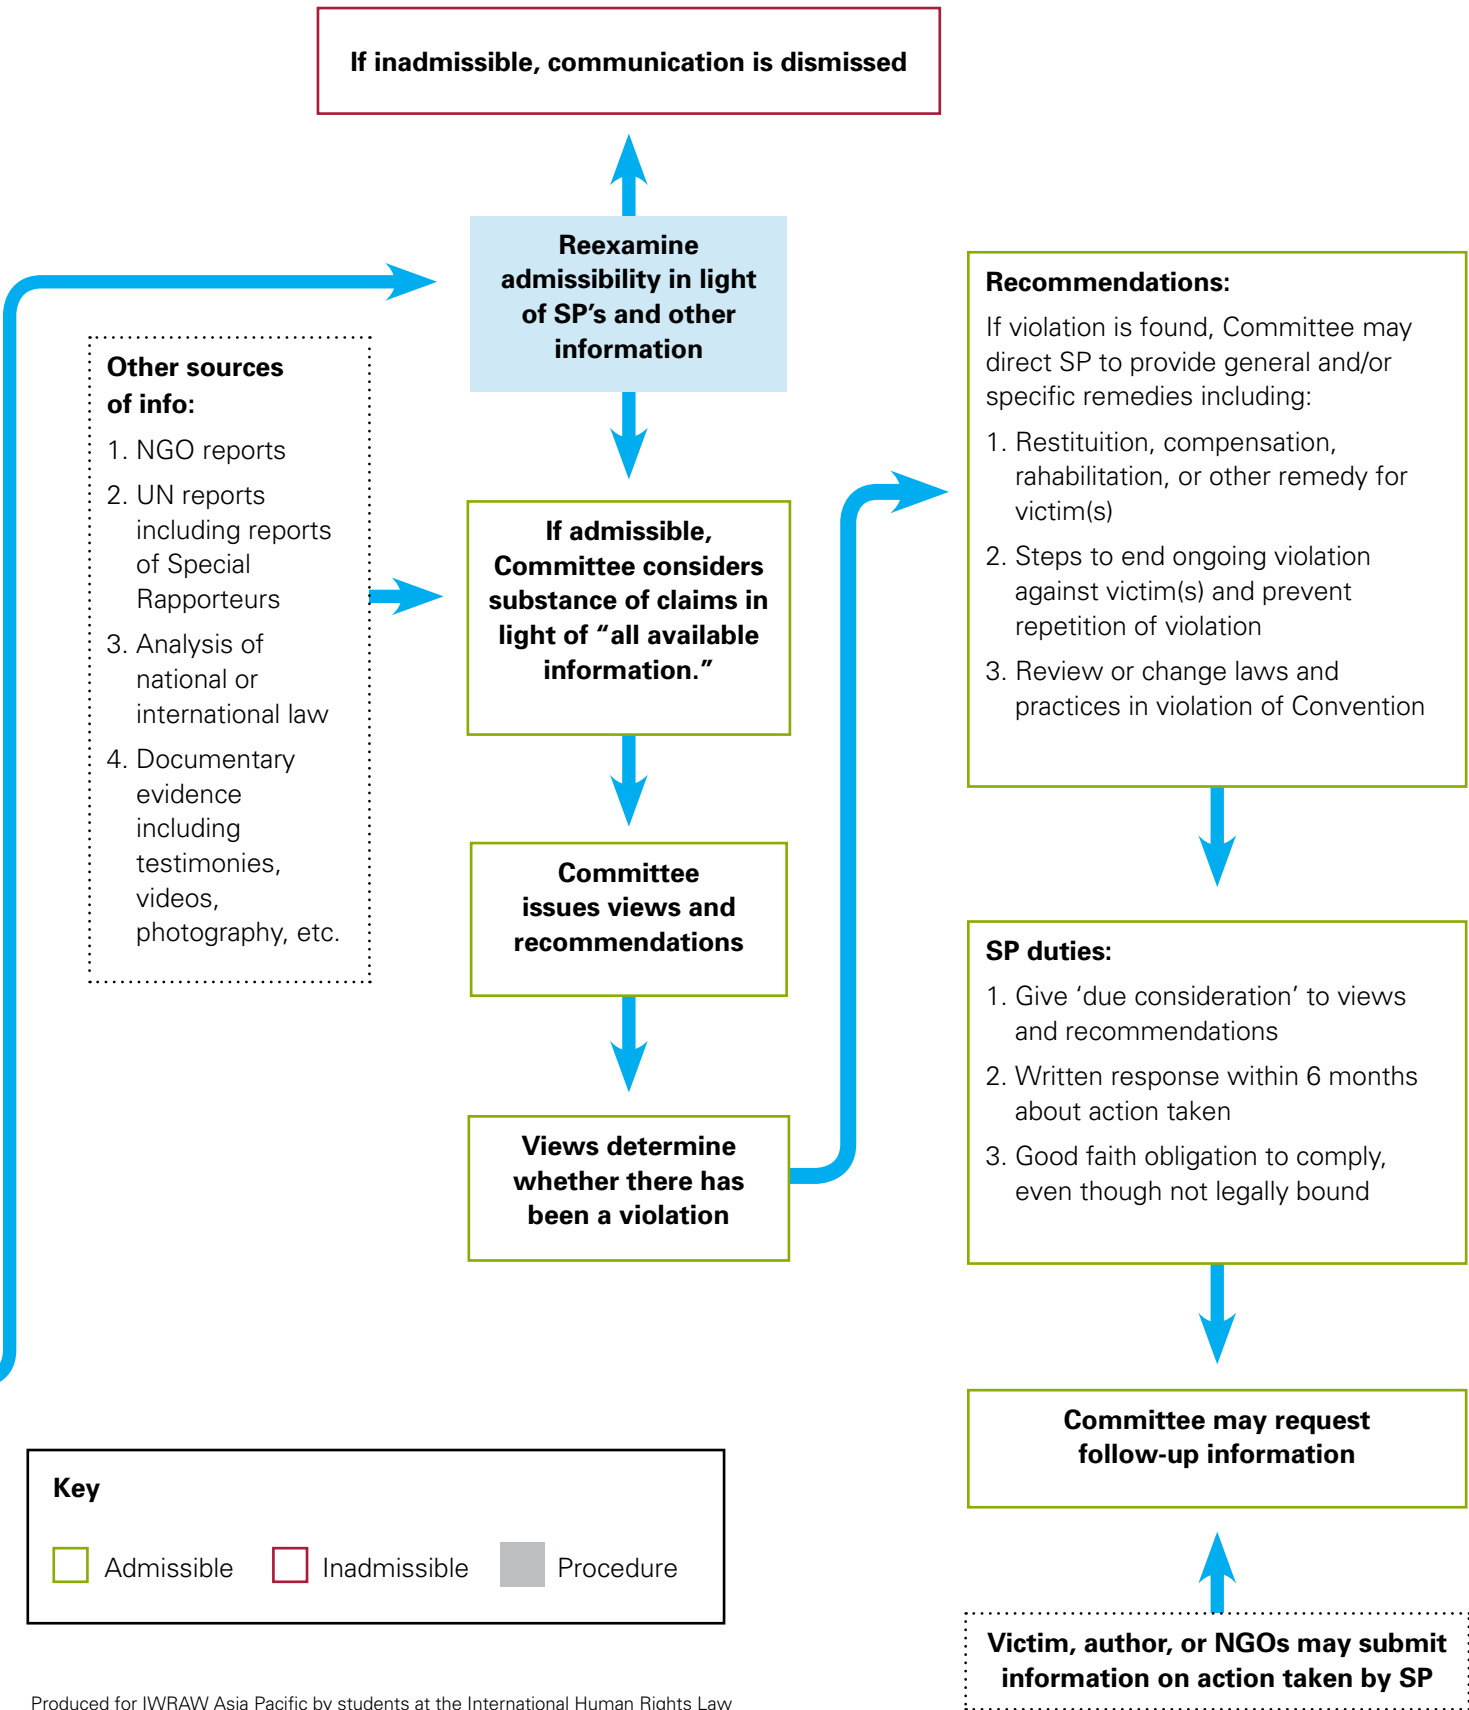 If inadmissible, communication is dismissed
Reexamine
admissibility in light
of SP's and other
information
Other sources
of info:
1. NGO reports
2. UN reports
including reports
of Special
Rapporteurs
3. Analysis of
national or
international law
4. Documentary
evidence
including
testimonies,
videos,
photography, etc.
If admissible,
Committee considers
substance of claims in
light of “all available
information.”
Committee
issues views and
recommendations
Views determine
whether there has
been a violation
Recommendations:
If violation is found, Committee may
direct SP to provide general and/or
specific remedies including:
1. Restituition, compensation,
rahabilitation, or other remedy for
victim(s)
2. Steps to end ongoing violation
against victim(s) and prevent
repetition of violation
3. Review or change laws and
practices in violation of Convention
SP duties:
1. Give ‘due consideration’ to views
and recommendations
2. Written response within 6 months
about action taken
3. Good faith obligation to comply,
even though not legally bound
Committee may request
follow-up information
Victim, author, or NGOs may submit
information on action taken by SP
Key
Admissible
Inadmissible
Procedure
Produced for IWRAW Asia Pacific by students at the International Human Rights Law